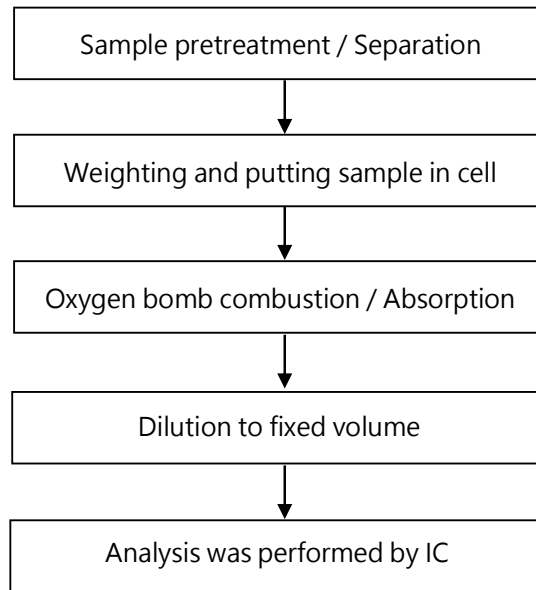 Sample pretreatment / Separation
Weighting and putting sample in cell
Oxygen bomb combustion / Absorption
Dilution to fixed volume
Analysis was performed by IC